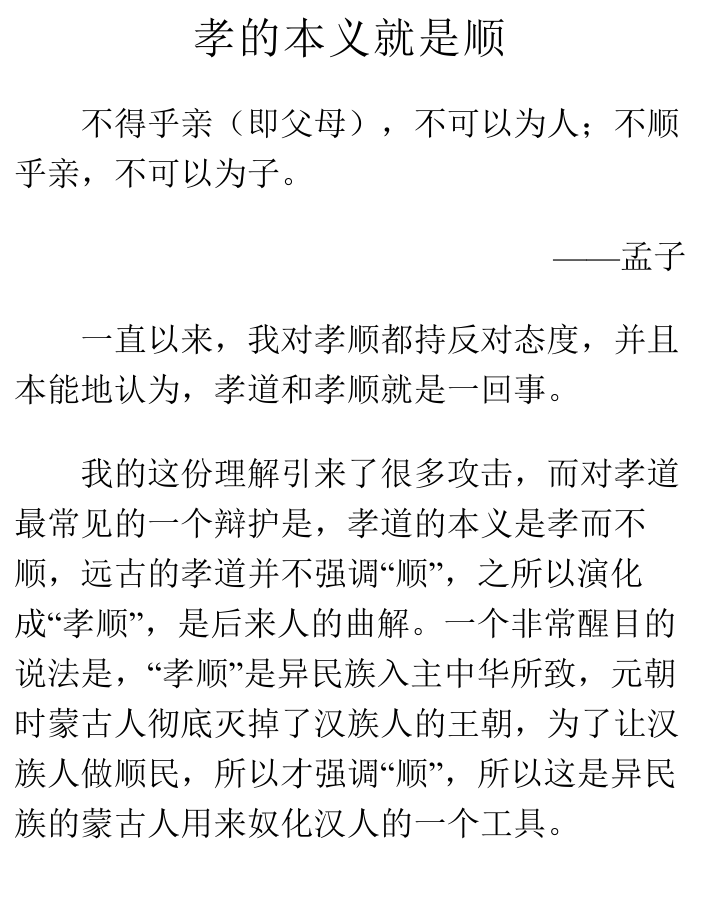 孝的本义就是顺
不得乎亲（即父母），不可以为人；不顺
乎亲，不可以为子。
——孟子
一直以来，我对孝顺都持反对态度，并且
本能地认为，孝道和孝顺就是一回事。
我的这份理解引来了很多攻击，而对孝道
最常见的一个辩护是，孝道的本义是孝而不
顺，远古的孝道并不强调“顺”，之所以演化
成“孝顺”，是后来人的曲解。一个非常醒目的
说法是，“孝顺”是异民族入主中华所致，元朝
时蒙古人彻底灭掉了汉族人的王朝，为了让汉
族人做顺民，所以才强调“顺”，所以这是异民
族的蒙古人用来奴化汉人的一个工具。